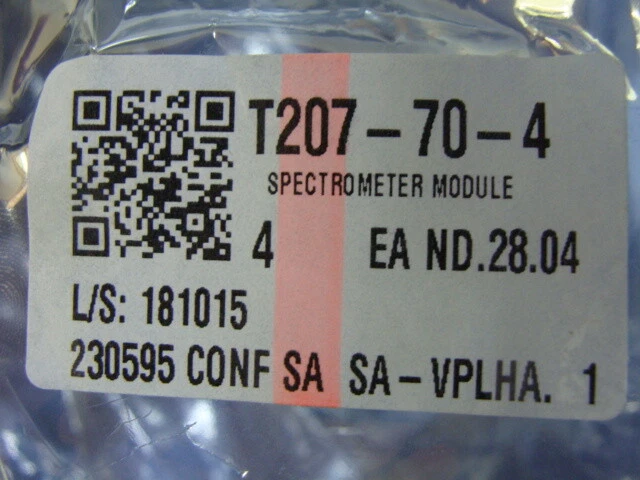 T207-70-4
SPECTROMETER MODULE
4 EA ND.28.04
L/S: 181015
230595 CONF SA SA-VPLHA. 1